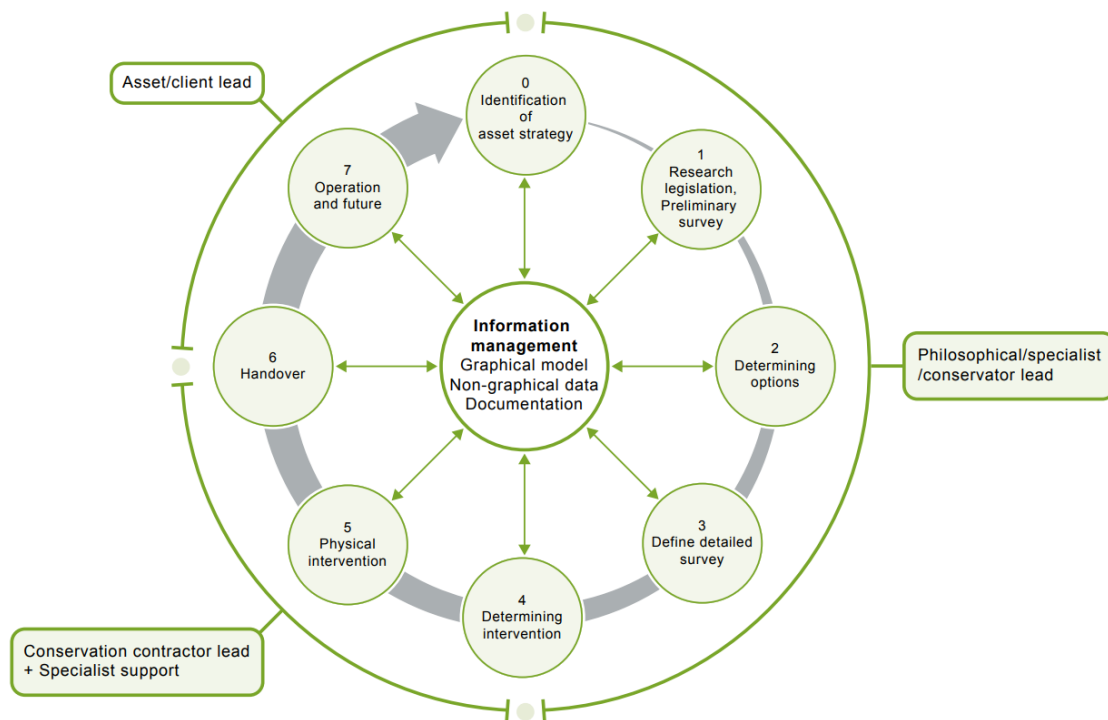 Asset/client lead
0
Identification
of
asset strategy
1
Research
legislation,
Preliminary
survey
2
Determining
options
3
Define detailed
survey
4
Determining
intervention
5
Physical
intervention
6
Handover
7
Operation
and future
Information
management
Graphical model
Non-graphical data
Documentation
Philosophical/specialist
/conservator lead
Conservation contractor lead
+ Specialist support